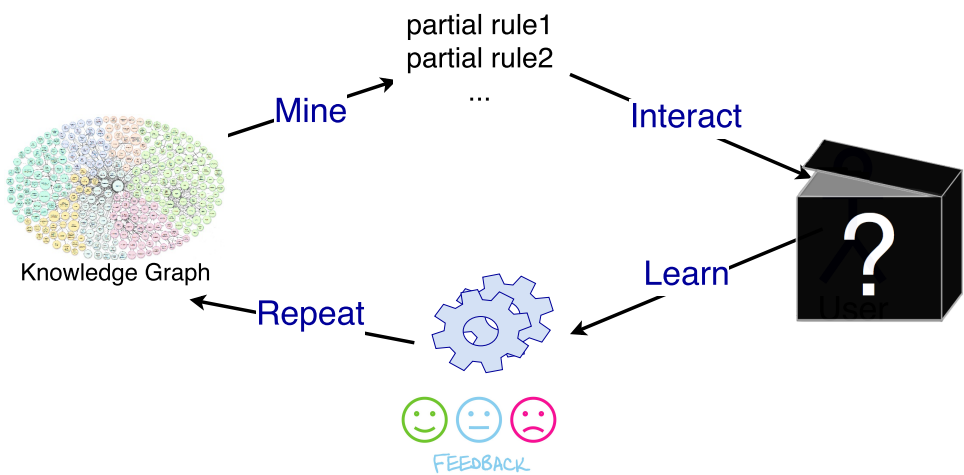 partial rule1
partial rule2
...
Mine
Interact
Knowledge Graph
?
User
Learn
Repeat
FEEDBACK